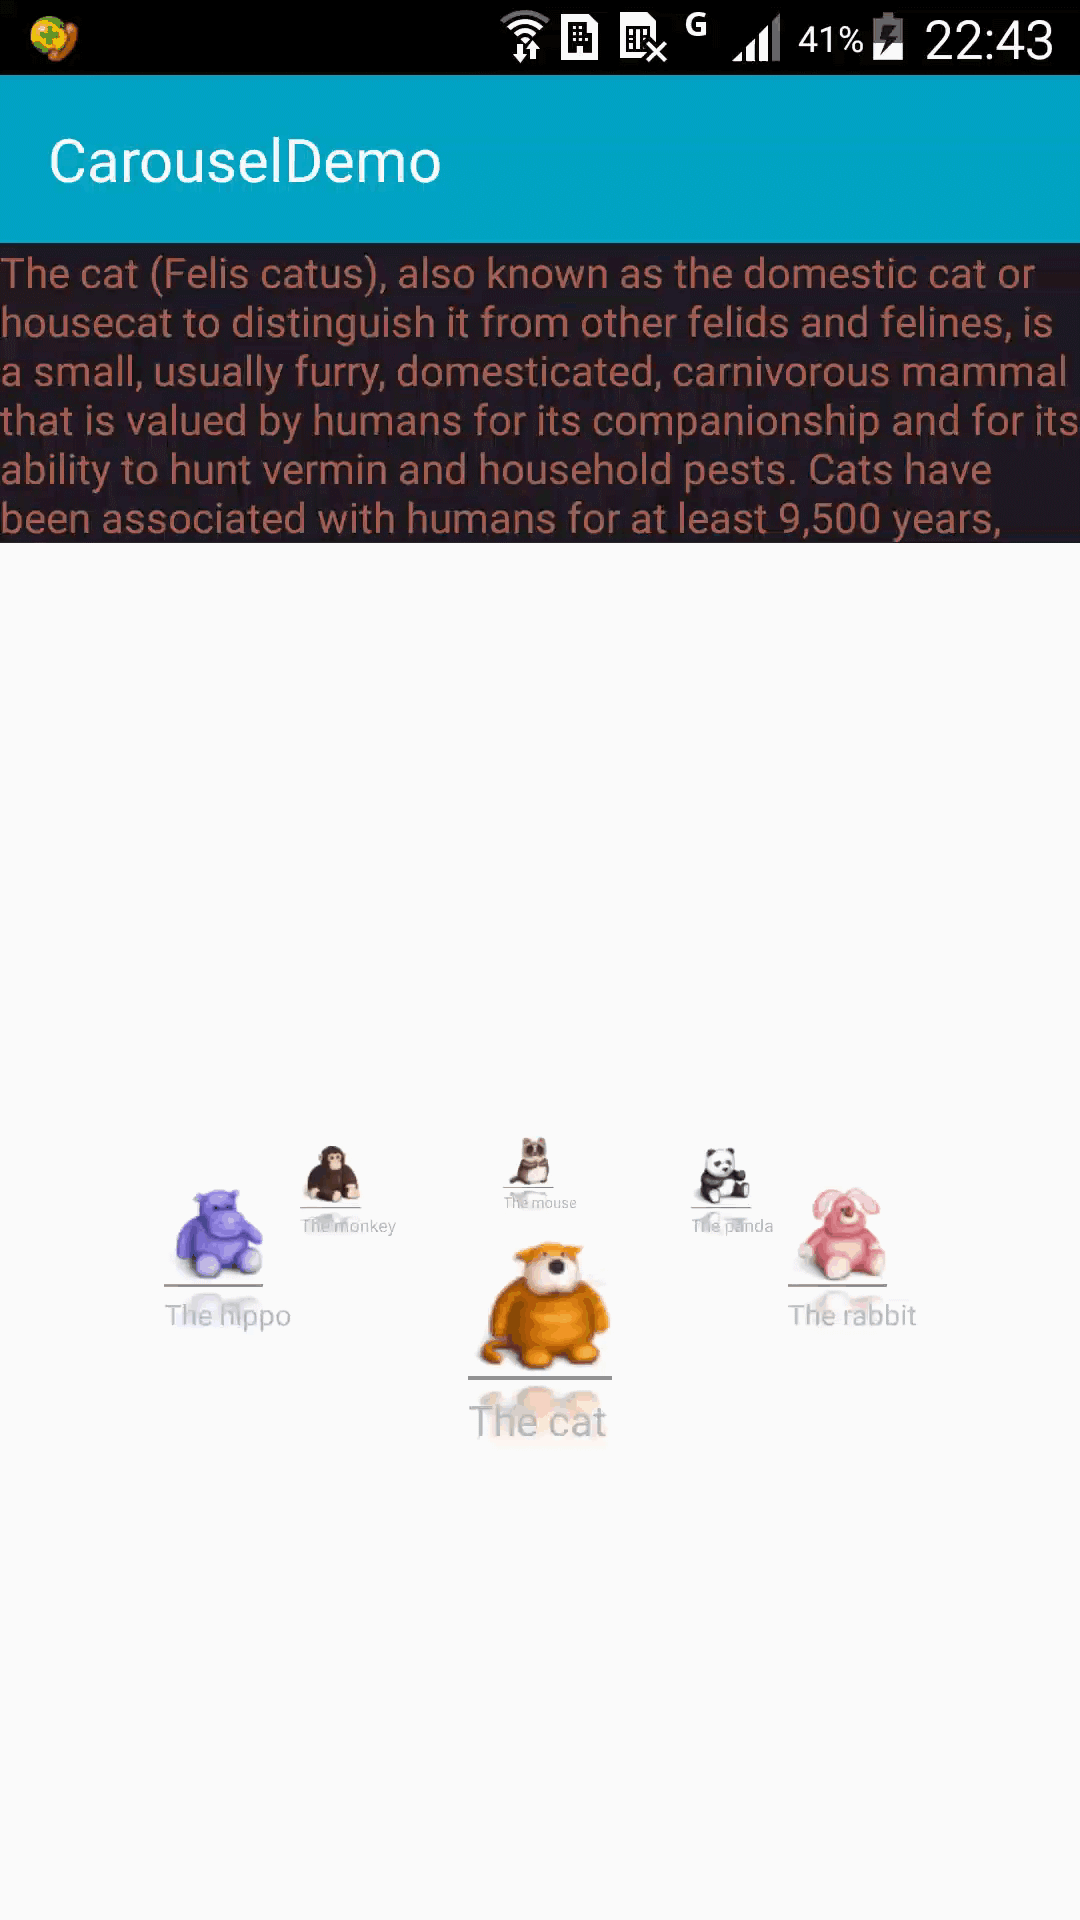 G 41% 22:43
CarouselDemo
The cat (Felis catus), also known as the domestic cat or
housecat to distinguish it from other felids and felines, is
a small, usually furry, domesticated, carnivorous mammal
that is valued by humans for its companionship and for its
ability to hunt vermin and household pests. Cats have
been associated with humans for at least 9,500 years,
The mouse
The monkey
The panda
The hippo
The rabbit
The cat